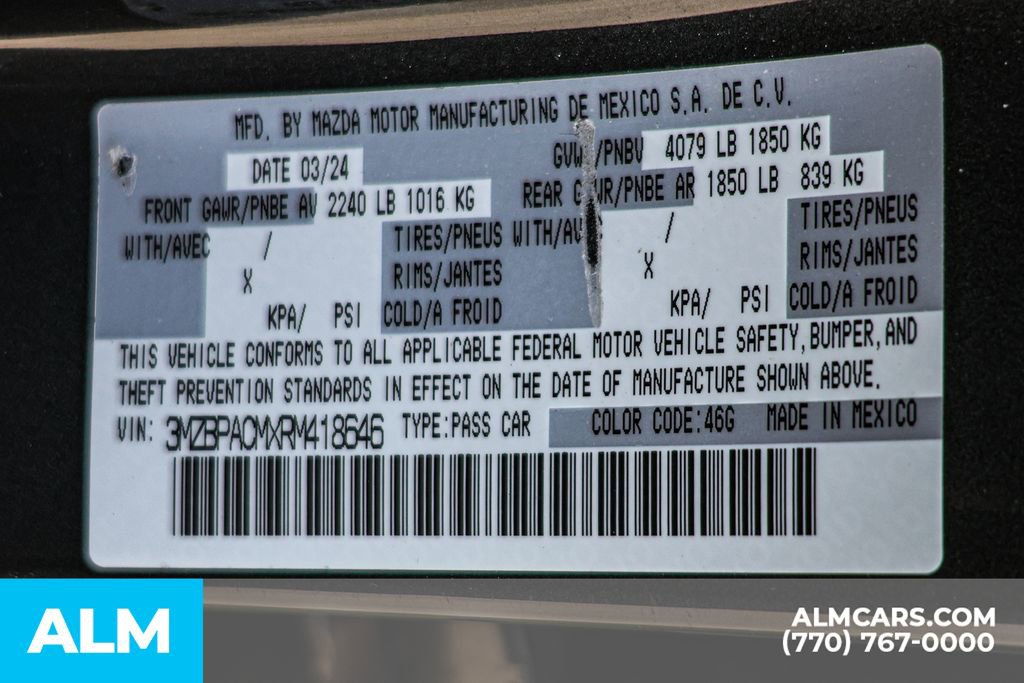 MFD. BY MAZDA MOTOR MANUFACTURING DE MEXICO S.A. DE C.V.
DATE 03/24 GVW /PNBV 4079 LB 1850 KG
FRONT GAWR/PNBE AV 2240 LB 1016 KG REAR GAWR/PNBE AR 1850 LB 839 KG
WITH/AVEC / TIRES/PNEUS WITH/AV / TIRES/PNEUS
X RIMS/JANTES X RIMS/JANTES
KPA/ PSI COLD/A FROID KPA/ PSI COLD/A FROID
THIS VEHICLE CONFORMS TO ALL APPLICABLE FEDERAL MOTOR VEHICLE SAFETY, BUMPER, AND
THEFT PREVENTION STANDARDS IN EFFECT ON THE DATE OF MANUFACTURE SHOWN ABOVE.
VIN: 3MZBPACMXRM418646 TYPE:PASS CAR COLOR CODE:46G MADE IN MEXICO
ALM
ALMCARS.COM
(770) 767-0000